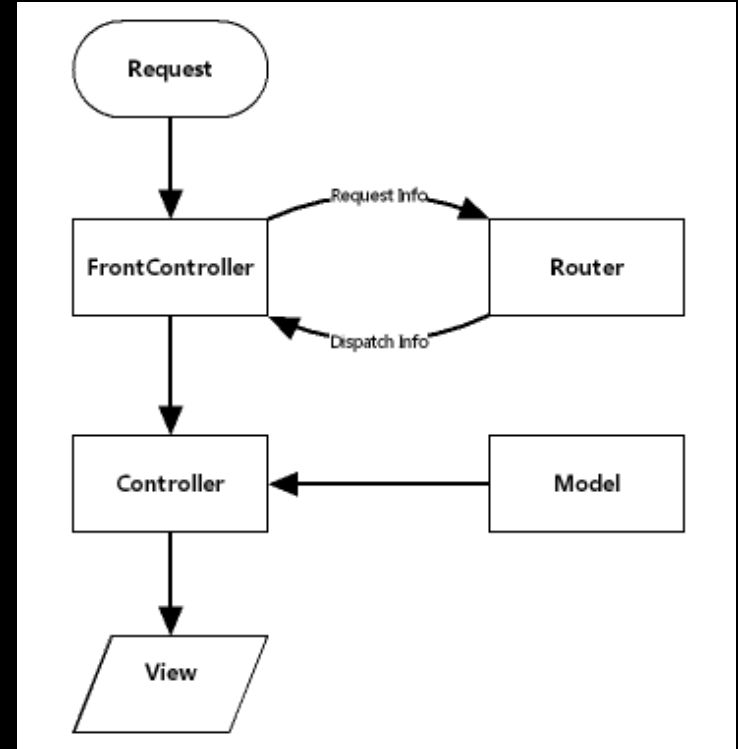 Request
Request Info
FrontController
Router
Dispatch Info
Controller
Model
View